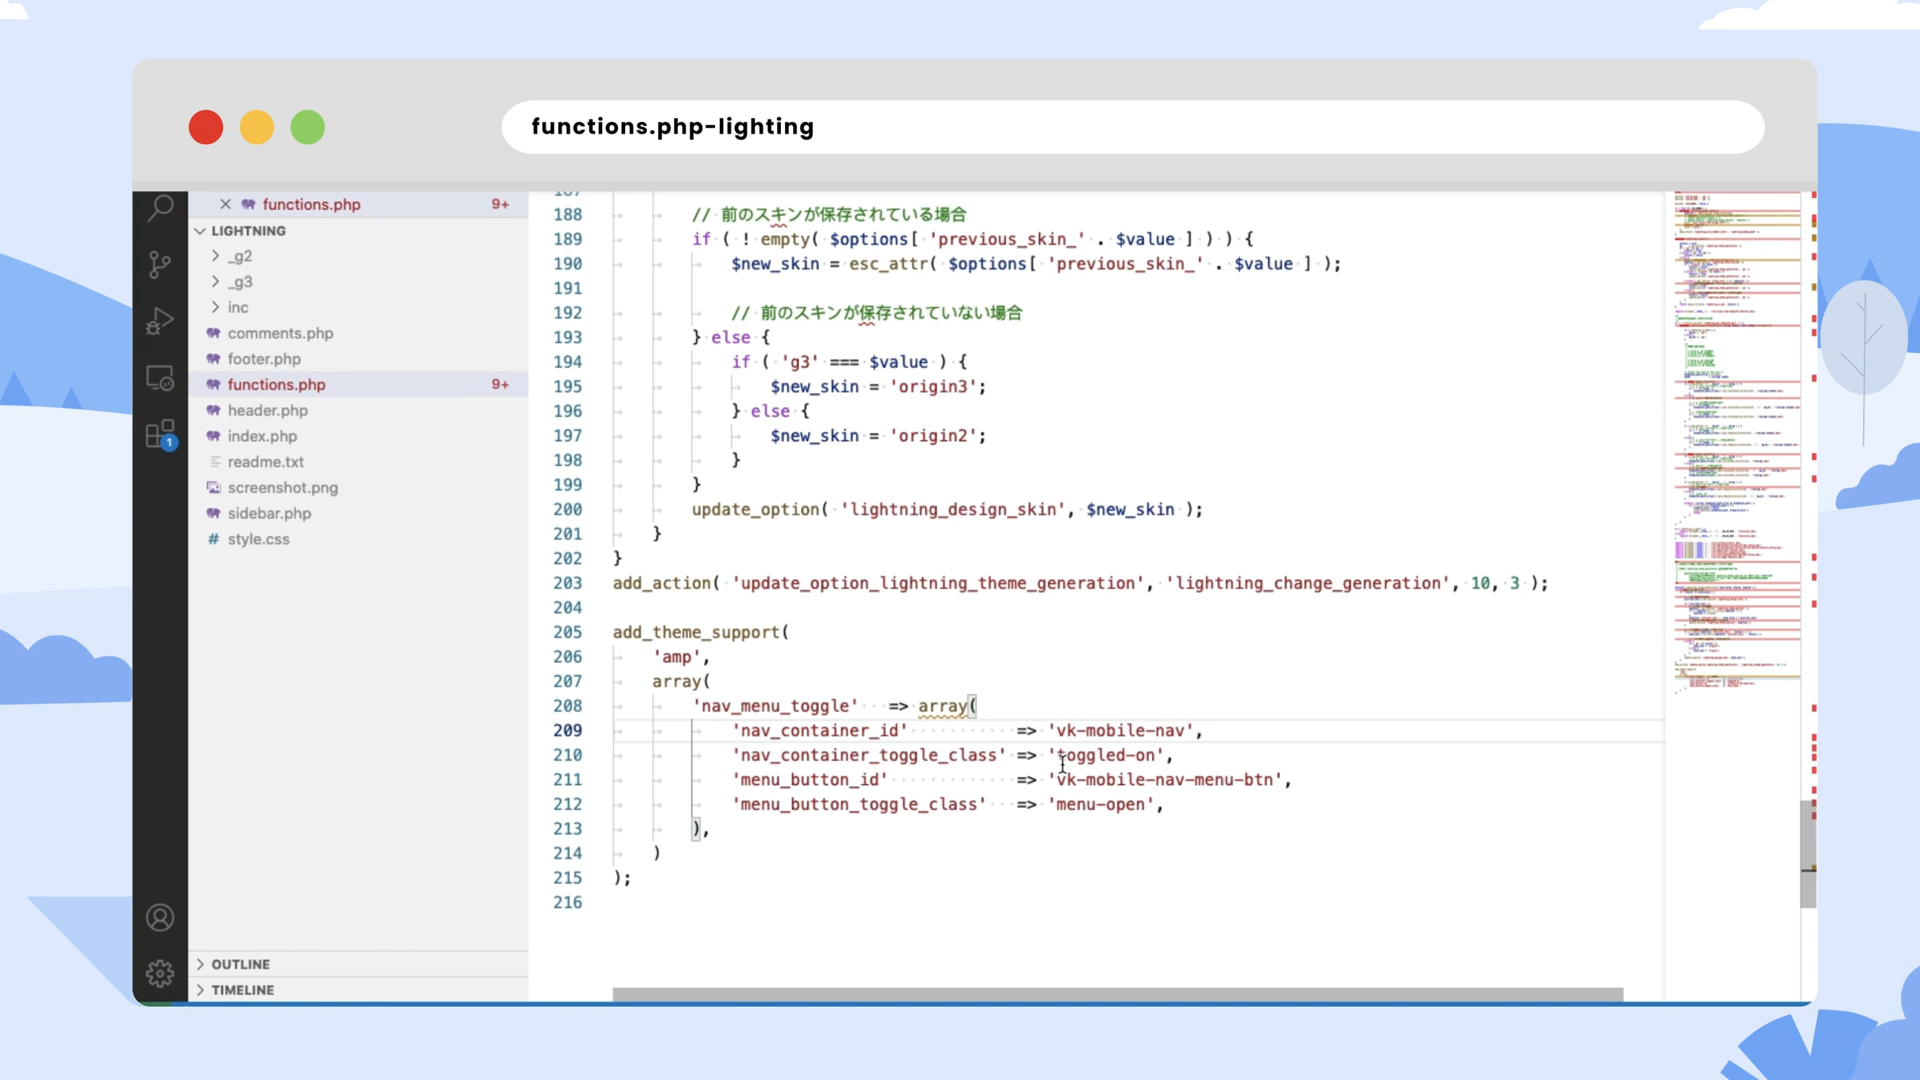 functions.php-lighting
functions.php 9+
LIGHTNING
_g2
_g3
inc
comments.php
footer.php
functions.php 9+
header.php
index.php
readme.txt
screenshot.png
sidebar.php
# style.css
1
OUTLINE
TIMELINE
187
188 // 前のスキンが保存されている場合
189 if ( ! empty( $options[ 'previous_skin_' . $value ] ) ) {
190 $new_skin = esc_attr( $options[ 'previous_skin_' . $value ] );
191
192 // 前のスキンが保存されていない場合
193 } else {
194 if ( 'g3' === $value ) {
195 $new_skin = 'origin3';
196 } else {
197 $new_skin = 'origin2';
198 }
199 }
200 update_option( 'lightning_design_skin', $new_skin );
201 }
202 }
203 add_action( 'update_option_lightning_theme_generation', 'lightning_change_generation', 10, 3 );
204
205 add_theme_support(
206 'amp',
207 array(
208 'nav_menu_toggle' => array(
209 'nav_container_id' => 'vk-mobile-nav',
210 'nav_container_toggle_class' => 'toggled-on',
211 'menu_button_id' => 'vk-mobile-nav-menu-btn',
212 'menu_button_toggle_class' => 'menu-open',
213 ),
214 )
215 );
216